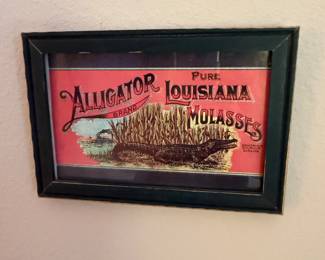 ALLIGATOR
BRAND
PURE
LOUISIANA
MOLASSES